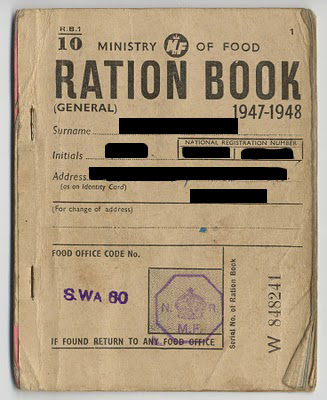 R.B.1
10
1
MINISTRY NF OF FOOD
RATION BOOK
(GENERAL)
1947-1948
Surname
Initials
NATIONAL REGISTRATION NUMBER
Address
(as on Identity Card)
(For change of address)
FOOD OFFICE CODE No.
S.WA 60
N. R
M.F.
IF FOUND RETURN TO ANY FOOD OFFICE
Serial No. of Ration Book
W 848241